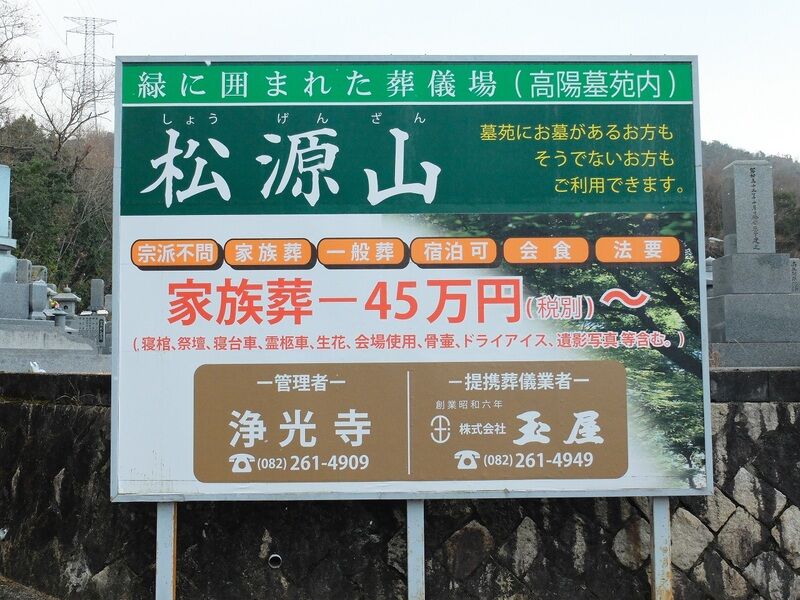 緑に囲まれた葬儀場(高陽墓苑内)
しょう げん ざん
松源山
墓苑にお墓があるお方も
そうでないお方も
ご利用できます。
宗派不問 家族葬 一般葬 宿泊可 会食 法要
家族葬ー45万円(税別)〜
(寝棺、祭壇、寝台車、霊柩車、生花、会場使用、骨壷、ドライアイス、遺影写真 等含む。)
ー管理者ー
浄光寺
☎(082)261-4909
ー提携葬儀業者ー
創業昭和六年
株式会社 玉屋
☎(082)261-4949